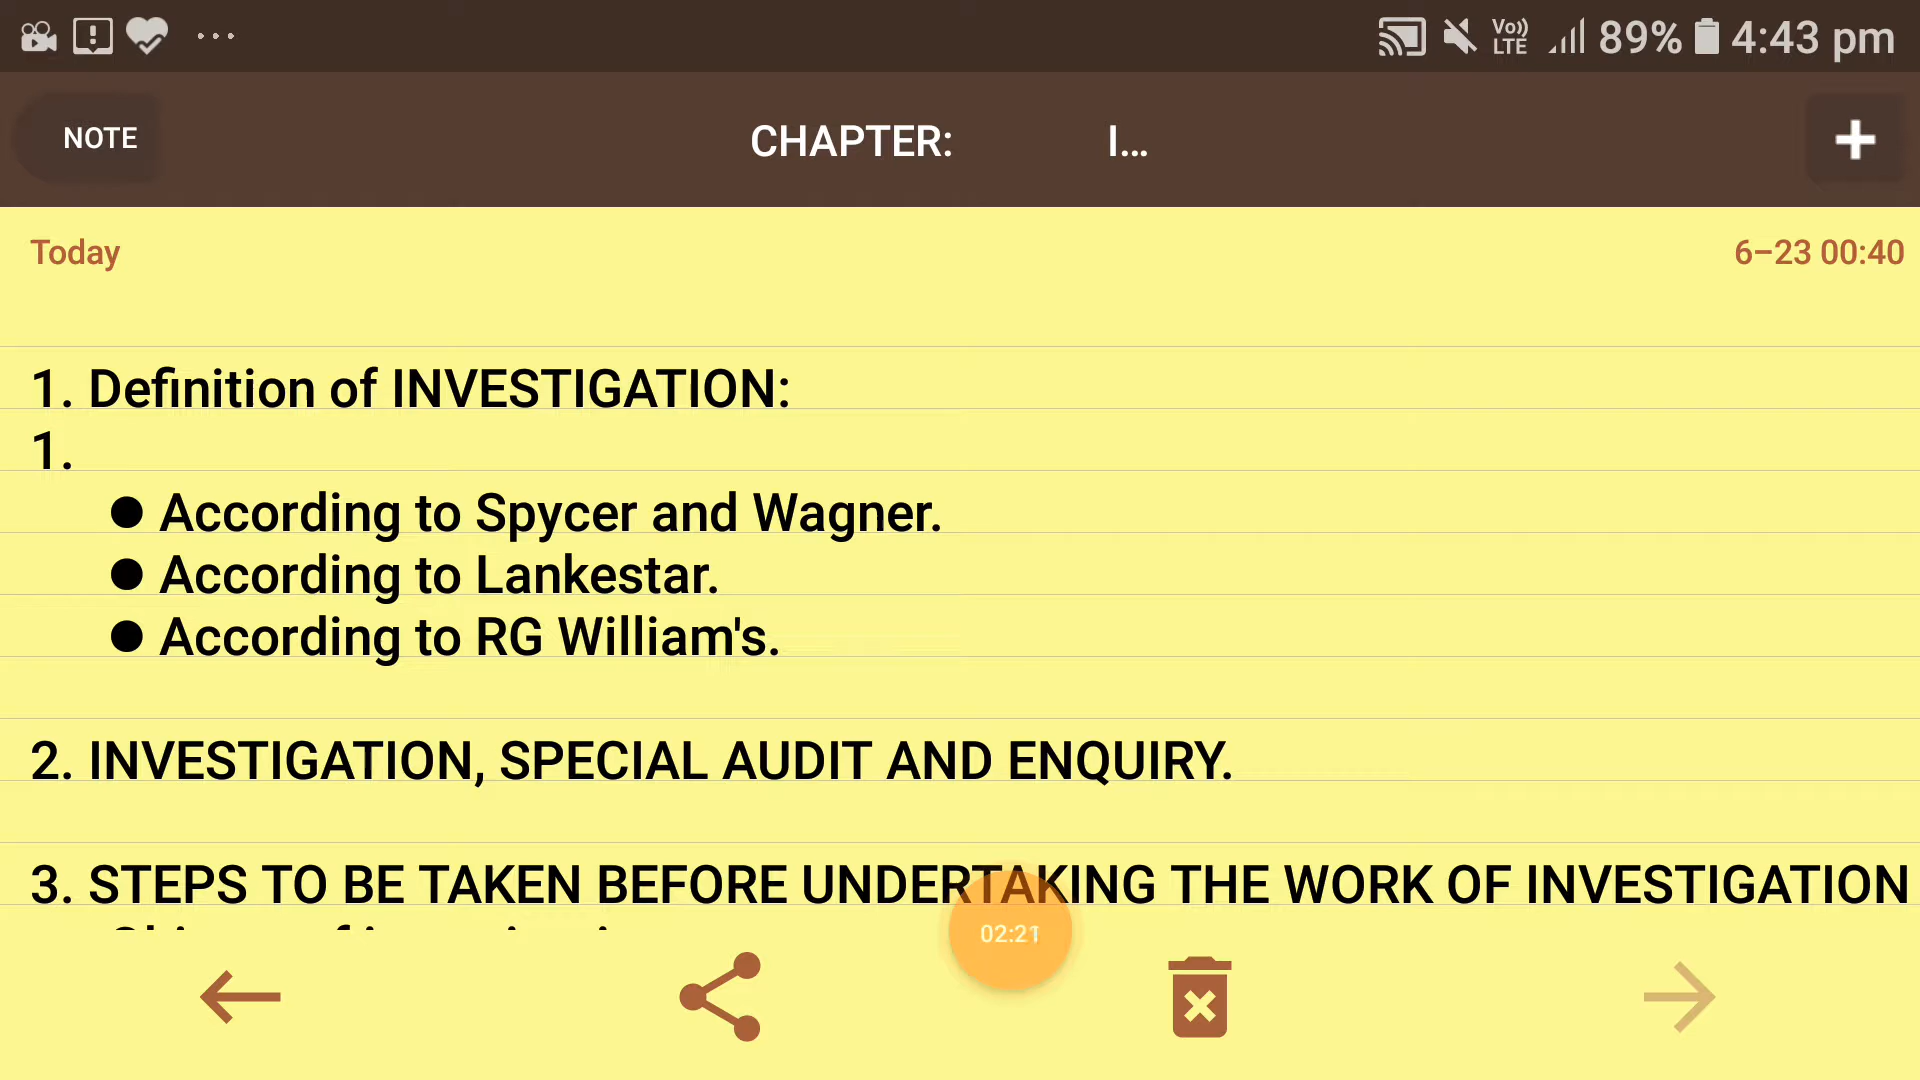 Vo)) LTE 89% 4:43 pm
NOTE CHAPTER: I...
Today 6-23 00:40
1. Definition of INVESTIGATION:
1.
● According to Spycer and Wagner.
● According to Lankestar.
● According to RG William's.
2. INVESTIGATION, SPECIAL AUDIT AND ENQUIRY.
3. STEPS TO BE TAKEN BEFORE UNDERTAKING THE WORK OF INVESTIGATION
02:21